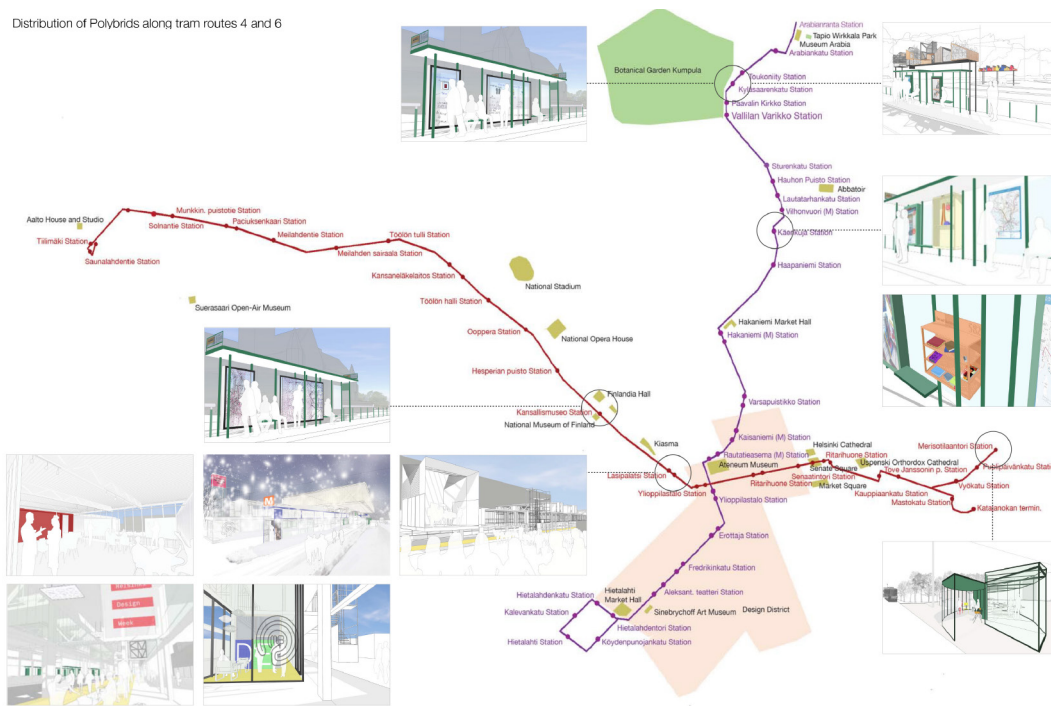 Distribution of Polybrids along tram routes 4 and 6
Arabianranta Station
Tapio Wirkkala Park
Museum Arabia
Arabiankatu Station
Botanical Garden Kumpula
Toukoniity Station
Kyläsaarenkatu Station
Paavalin Kirkko Station
Vallilan Varikko Station
Sturenkatu Station
Hauhon Puisto Station
Abbatoir
Lautatarhankatu Station
Vilhonvuori (M) Station
Haapaniemi Station
Hakaniemi Market Hall
Hakaniemi (M) Station
Varsapuistikko Station
Kaisaniemi (M) Station
Rautatieasema (M) Station
Ateneum Museum
Ylioppilastalo Station
Erottaja Station
Fredrikinkatu Station
Aleksant. teatteri Station
Design District
Sinebrychoff Art Museum
Hietalahti
Market Hall
Hietalahdenkatu Station
Kalevankatu Station
Hietalahdentori Station
Hietalahti Station
Köydenpunojankatu Station
Aalto House and Studio
Munkkin. puistotie Station
Solnantie Station
Paciuksenkaari Station
Tiilimäki Station
Saunalahdentie Station
Meilahdentie Station
Töölön tulli Station
Meilahden sairaala Station
Kansaneläkelaitos Station
Suerasaari Open-Air Museum
National Stadium
Töölön halli Station
Ooppera Station
National Opera House
Hesperian puisto Station
Finlandia Hall
Kansallismuseo Station
National Museum of Finland
Kiasma
Lasipalatsi Station
Ylioppilastalo Station
Ritarihuone Station
Helsinki Cathedral
Ritarihuone Station
Senate Square
Senaatintori Station
Market Square
Uspenski Orthodox Cathedral
Tove Janssonin p. Station
Kauppiaankatu Station
Merisotilaantori Station
Puolipäivänkatu Station
Vyökatu Station
Mastokatu Station
Katajanokan termin.
M
Design
Week